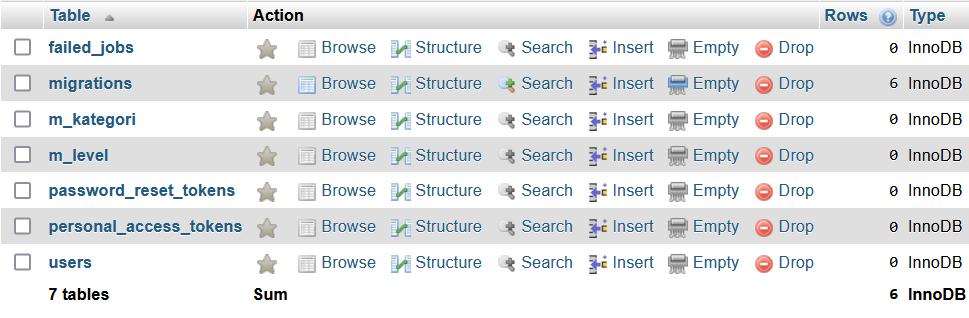 Table Action Rows Type
failed_jobs Browse Structure Search Insert Empty Drop 0 InnoDB
migrations Browse Structure Search Insert Empty Drop 6 InnoDB
m_kategori Browse Structure Search Insert Empty Drop 0 InnoDB
m_level Browse Structure Search Insert Empty Drop 0 InnoDB
password_reset_tokens Browse Structure Search Insert Empty Drop 0 InnoDB
personal_access_tokens Browse Structure Search Insert Empty Drop 0 InnoDB
users Browse Structure Search Insert Empty Drop 0 InnoDB
7 tables Sum 6 InnoDB